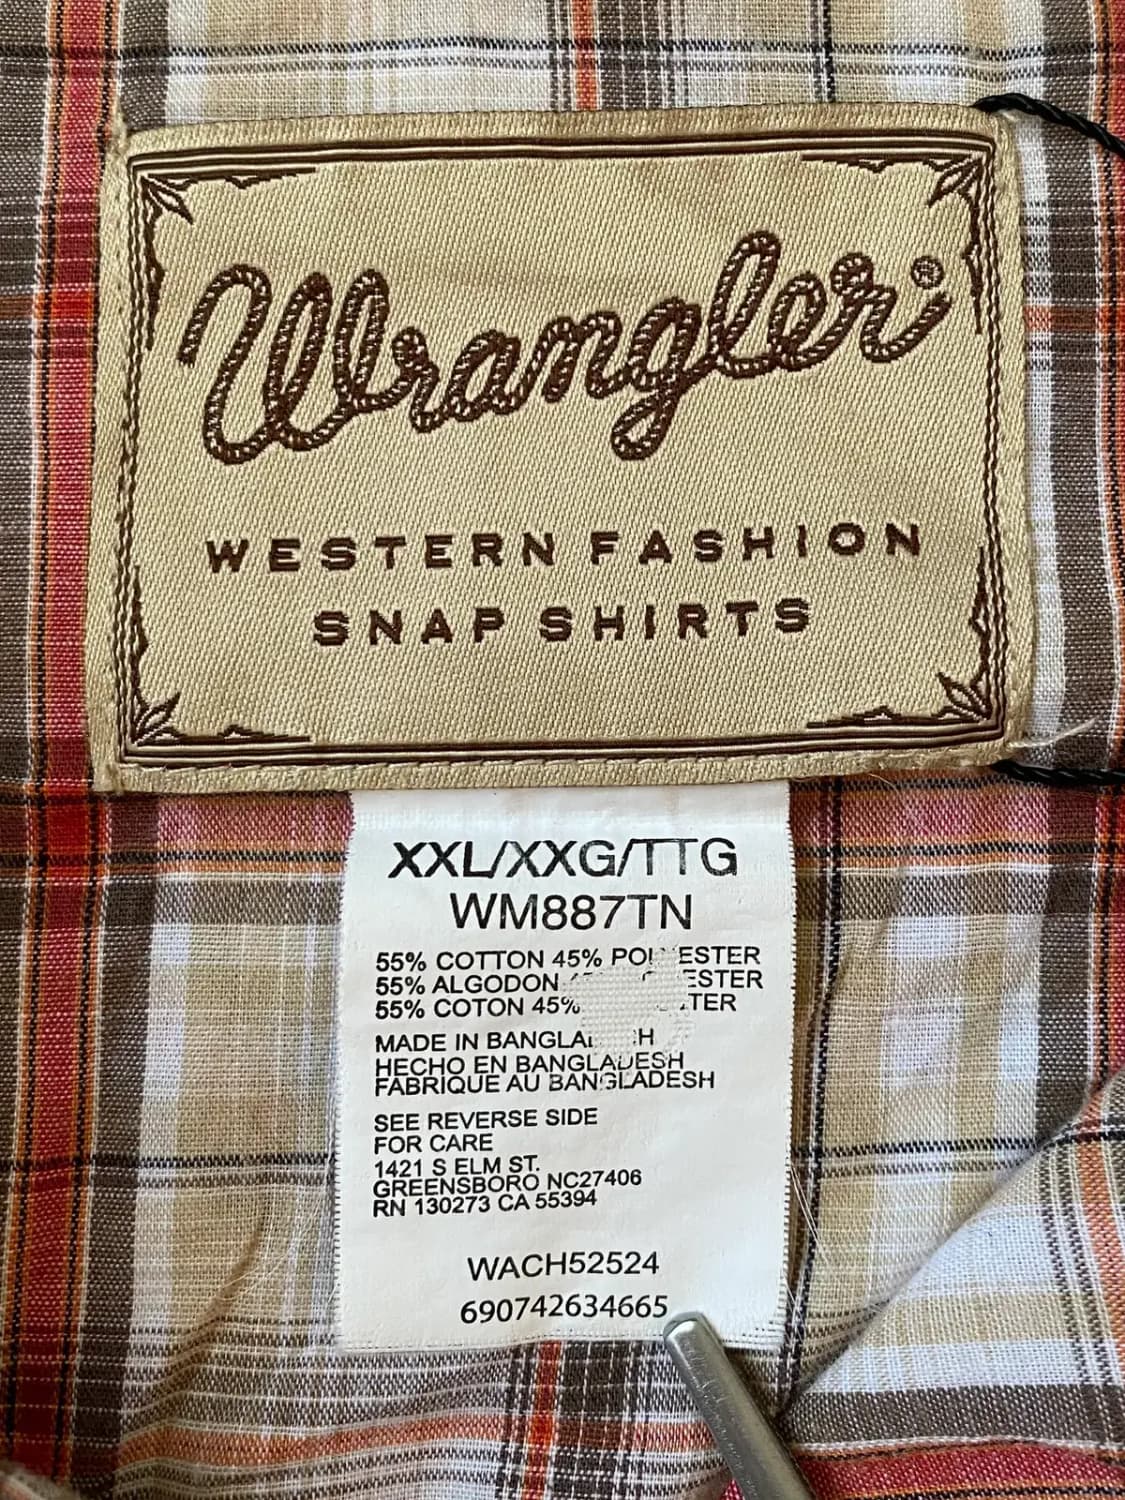 Wrangler®
WESTERN FASHION
SNAP SHIRTS
XXL/XXG/TTG
WM887TN
55% COTTON 45% POLYESTER
55% ALGODON
55% COTON 45%
MADE IN BANGLADESH
HECHO EN BANGLADESH
FABRIQUE AU BANGLADESH
SEE REVERSE SIDE
FOR CARE
1421 S ELM ST.
GREENSBORO NC27406
RN 130273 CA 55394
WACH52524
690742634665